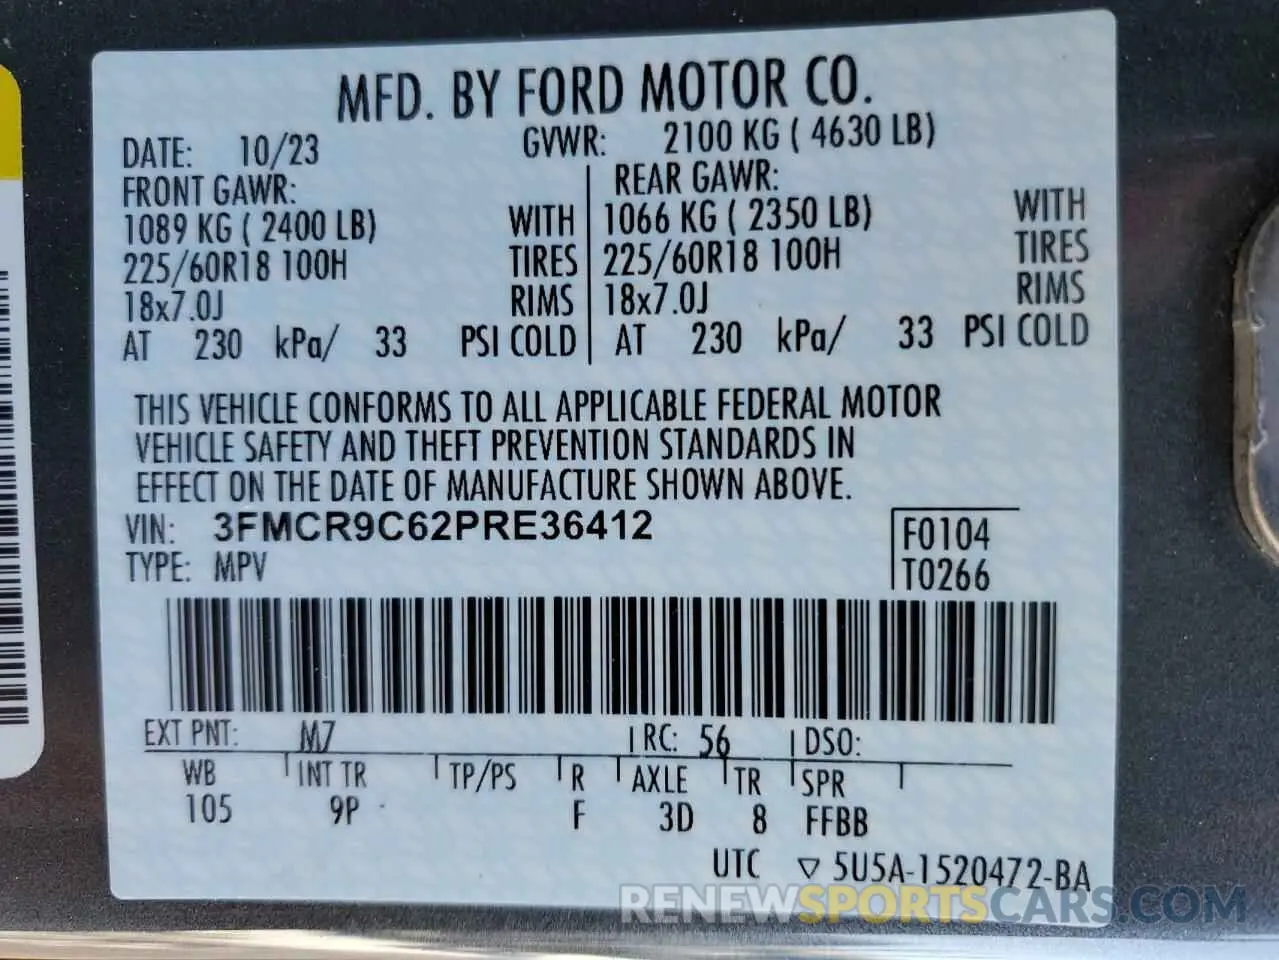 MFD. BY FORD MOTOR CO.
DATE: 10/23 GVWR: 2100 KG ( 4630 LB)
FRONT GAWR:
1089 KG ( 2400 LB) WITH
225/60R18 100H TIRES
18x7.0J RIMS
AT 230 kPa/ 33 PSI COLD
REAR GAWR:
1066 KG ( 2350 LB) WITH
225/60R18 100H TIRES
18x7.0J RIMS
AT 230 kPa/ 33 PSI COLD
THIS VEHICLE CONFORMS TO ALL APPLICABLE FEDERAL MOTOR
VEHICLE SAFETY AND THEFT PREVENTION STANDARDS IN
EFFECT ON THE DATE OF MANUFACTURE SHOWN ABOVE.
VIN: 3FMCR9C62PRE36412
TYPE: MPV
F0104
T0266
EXT PNT: M7 RC: 56 DSO:
WB INT TR TP/PS R AXLE TR SPR
105 9P F 3D 8 FFBB
UTC ▽ 5U5A-1520472-BA
RENEWSPORTSCARS.COM